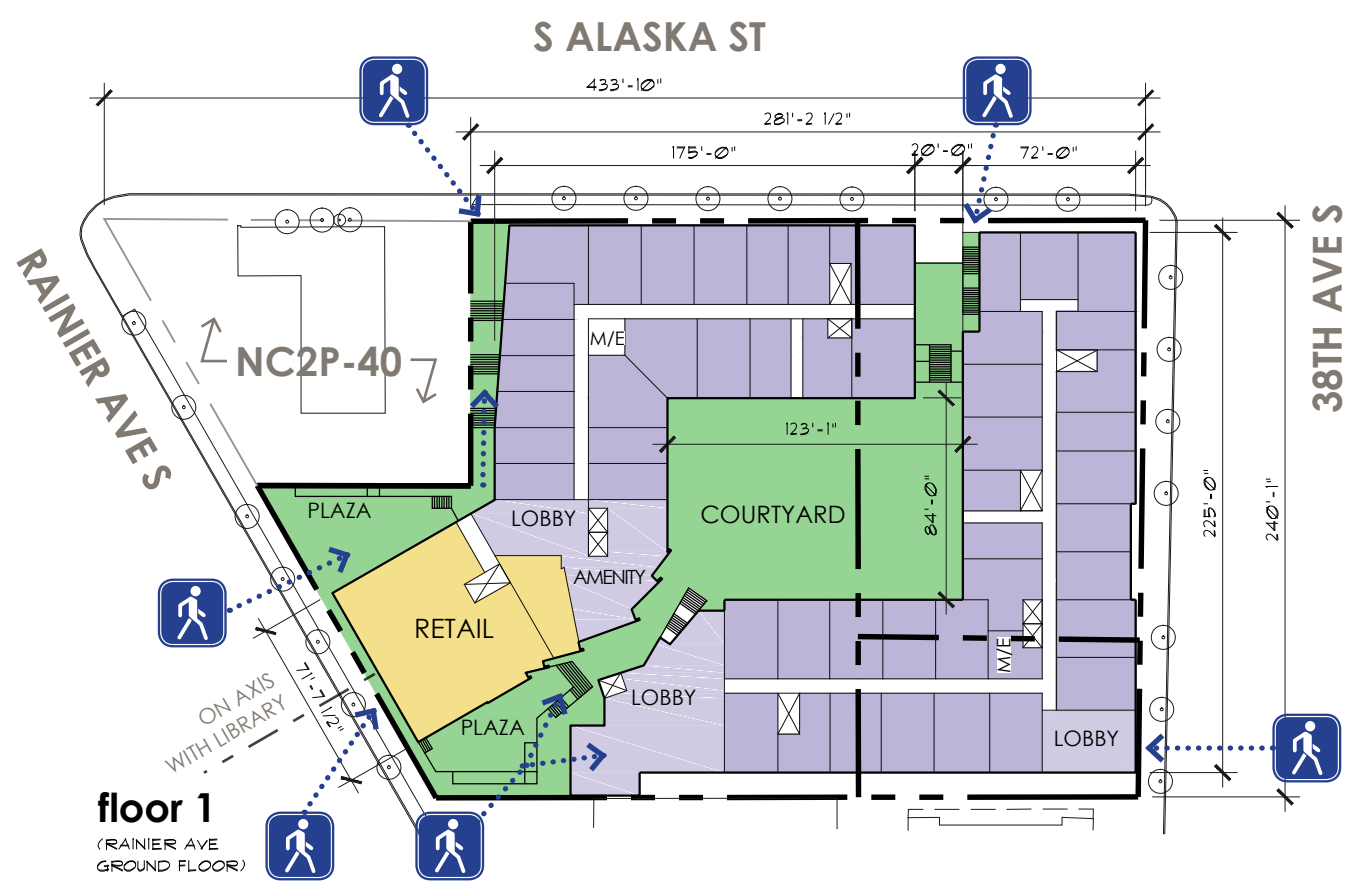 S ALASKA ST
433'-10"
281'-2 1/2"
175'-0"
20'-0"
72'-0"
RAINIER AVE S
38TH AVE S
NC2P-40
M/E
123'-1"
84'-0"
225'-0"
240'-1"
PLAZA
LOBBY
COURTYARD
AMENITY
RETAIL
M/E
71'-7 1/2"
ON AXIS
WITH LIBRARY
LOBBY
PLAZA
LOBBY
floor 1
(RAINIER AVE
GROUND FLOOR)